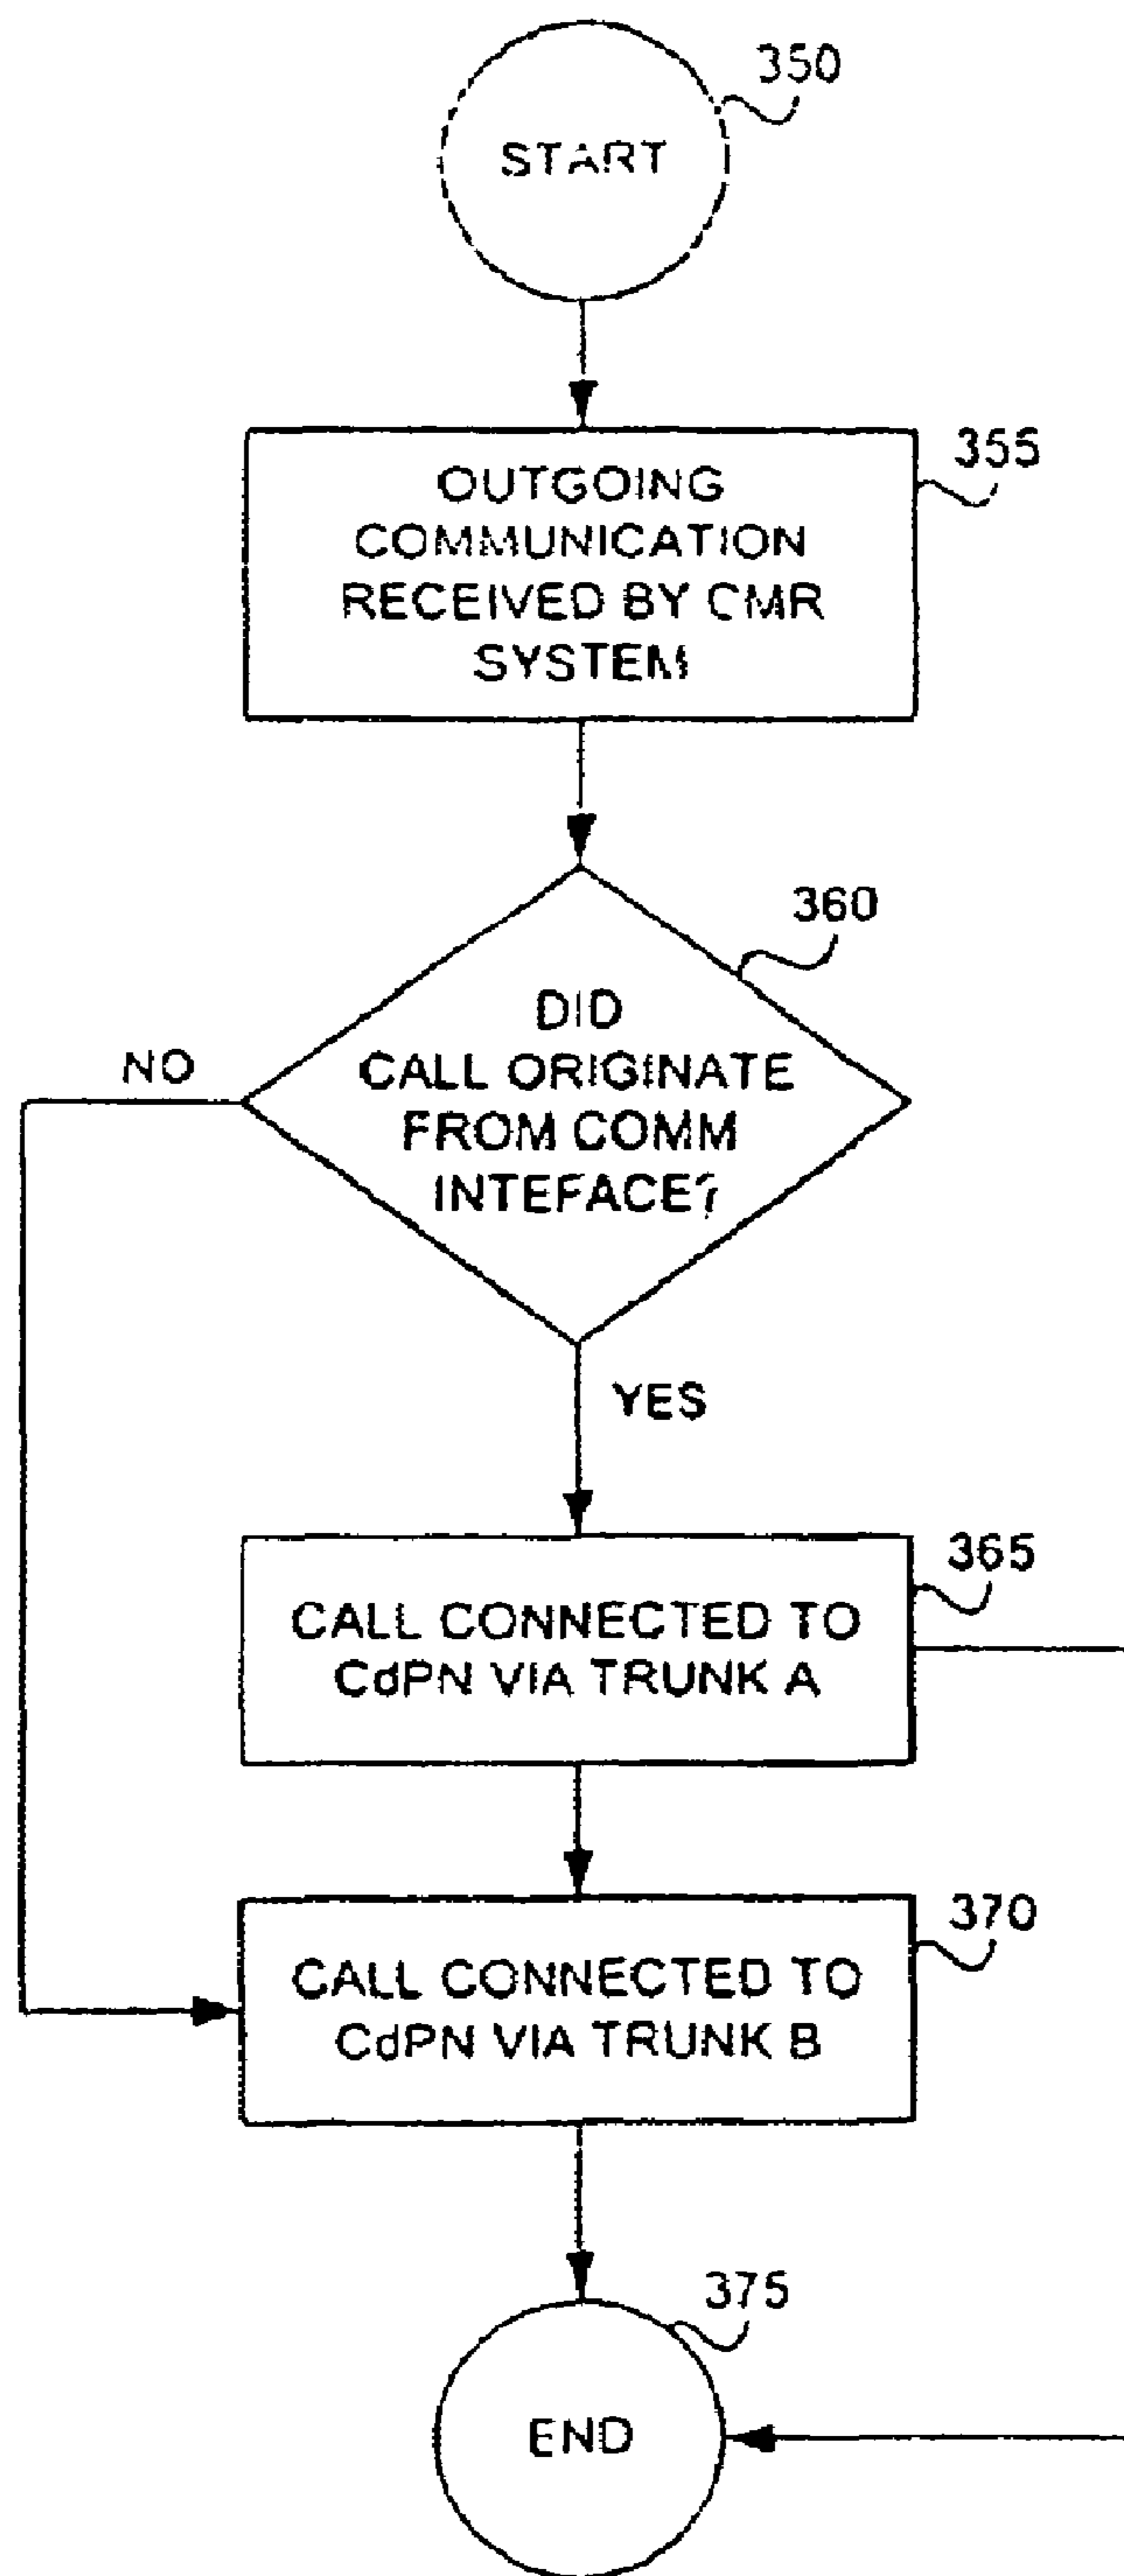 350
START
355
OUTGOING
COMMUNICATION
RECEIVED BY CMR
SYSTEM
360
DID
CALL ORIGINATE
FROM COMM
INTEFACE?
NO
YES
365
CALL CONNECTED TO
CdPN VIA TRUNK A
370
CALL CONNECTED TO
CdPN VIA TRUNK B
375
END